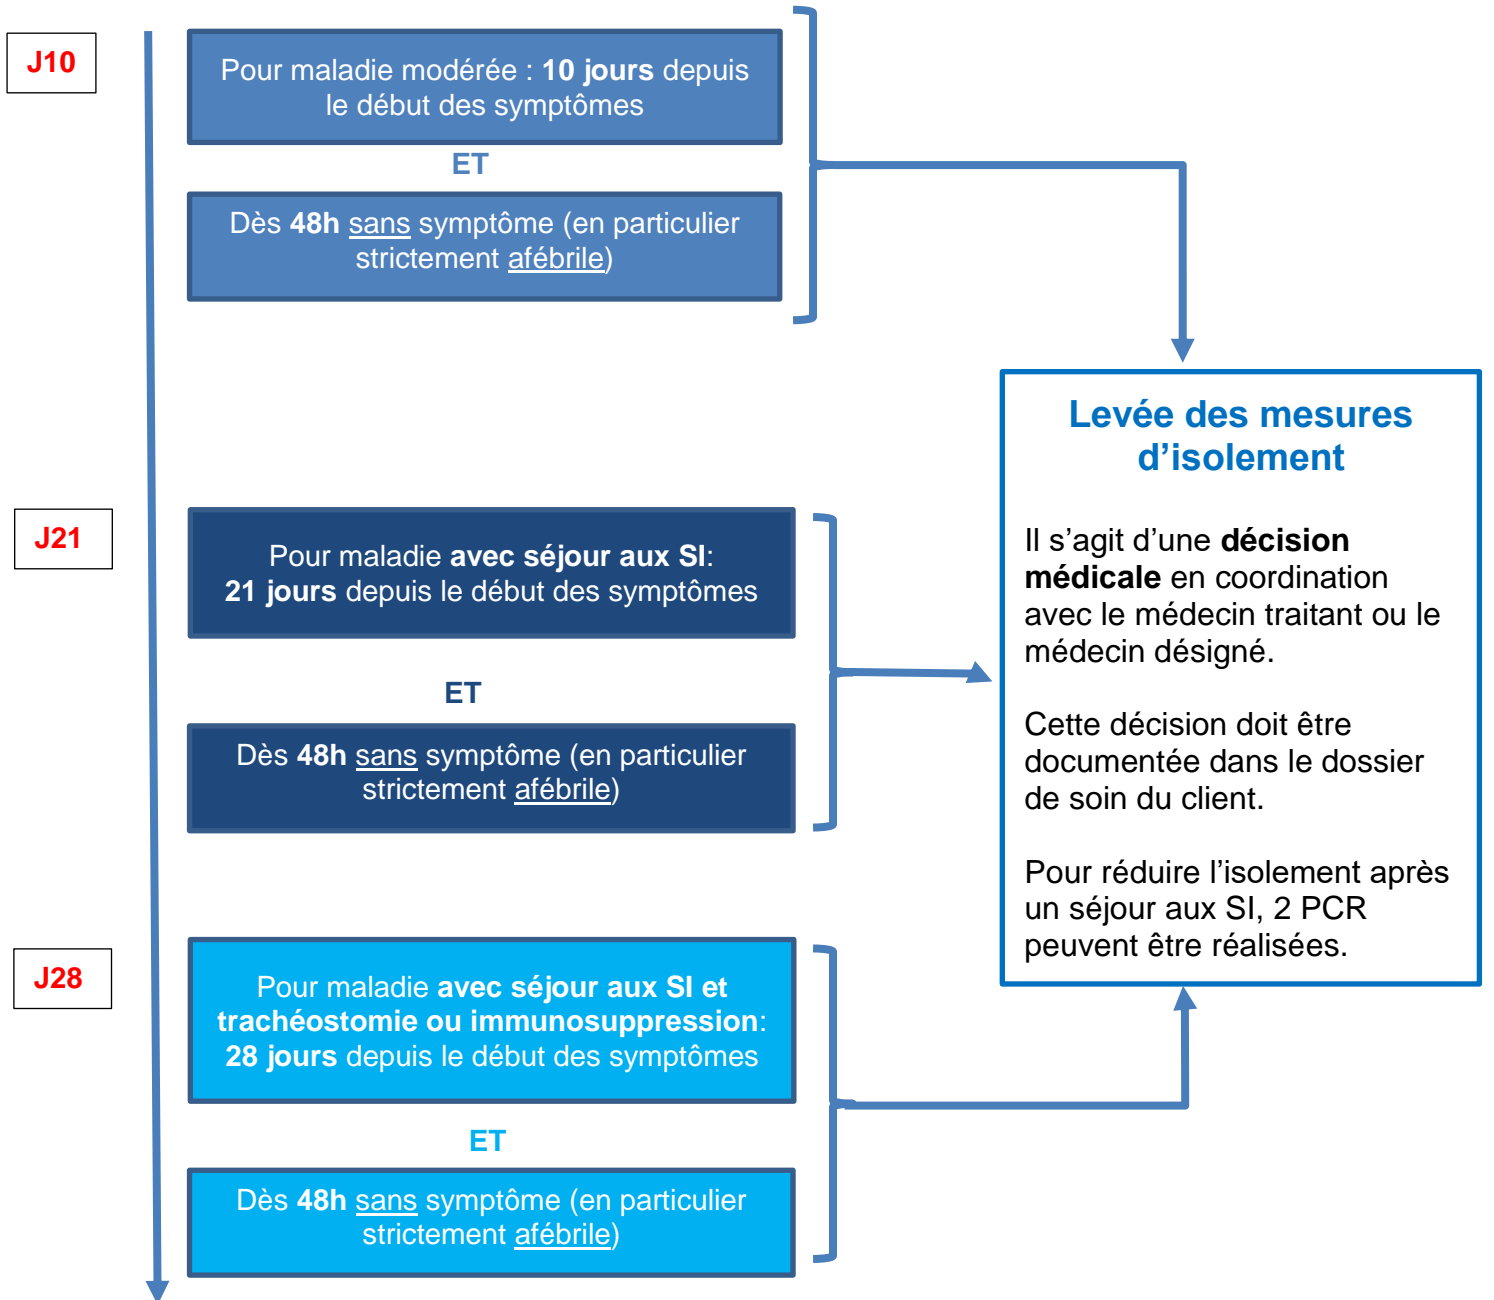 J10
Pour maladie modérée : 10 jours depuis
le début des symptômes
ET
Dès 48h sans symptôme (en particulier
strictement afébrile)
J21
Pour maladie avec séjour aux SI:
21 jours depuis le début des symptômes
ET
Dès 48h sans symptôme (en particulier
strictement afébrile)
J28
Pour maladie avec séjour aux SI et
trachéostomie ou immunosuppression:
28 jours depuis le début des symptômes
ET
Dès 48h sans symptôme (en particulier
strictement afébrile)
Levée des mesures
d’isolement
Il s’agit d’une décision
médicale en coordination
avec le médecin traitant ou le
médecin désigné.
Cette décision doit être
documentée dans le dossier
de soin du client.
Pour réduire l’isolement après
un séjour aux SI, 2 PCR
peuvent être réalisées.